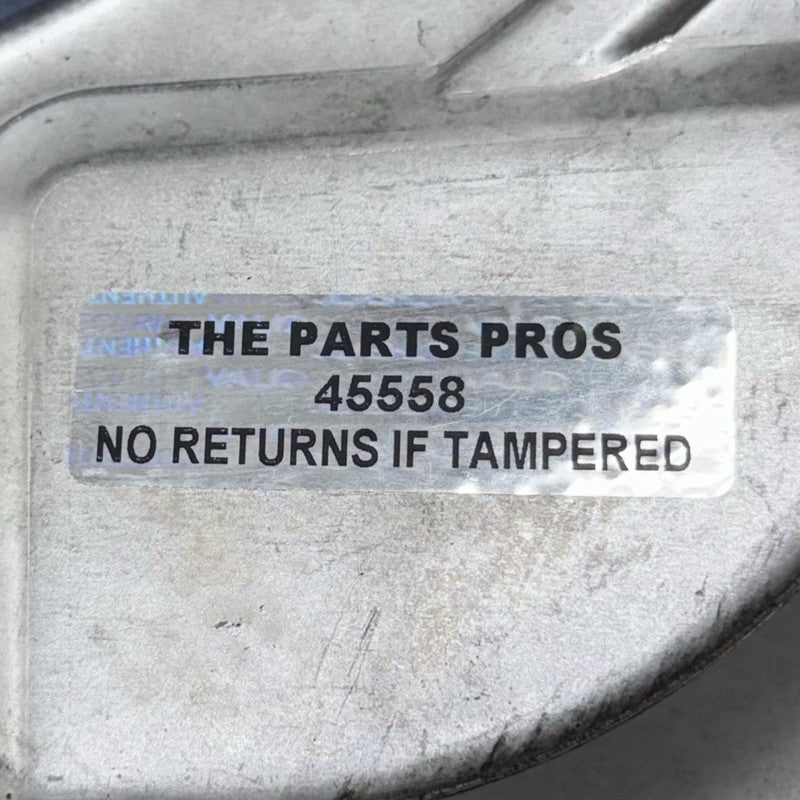 THE PARTS PROS
45558
NO RETURNS IF TAMPERED